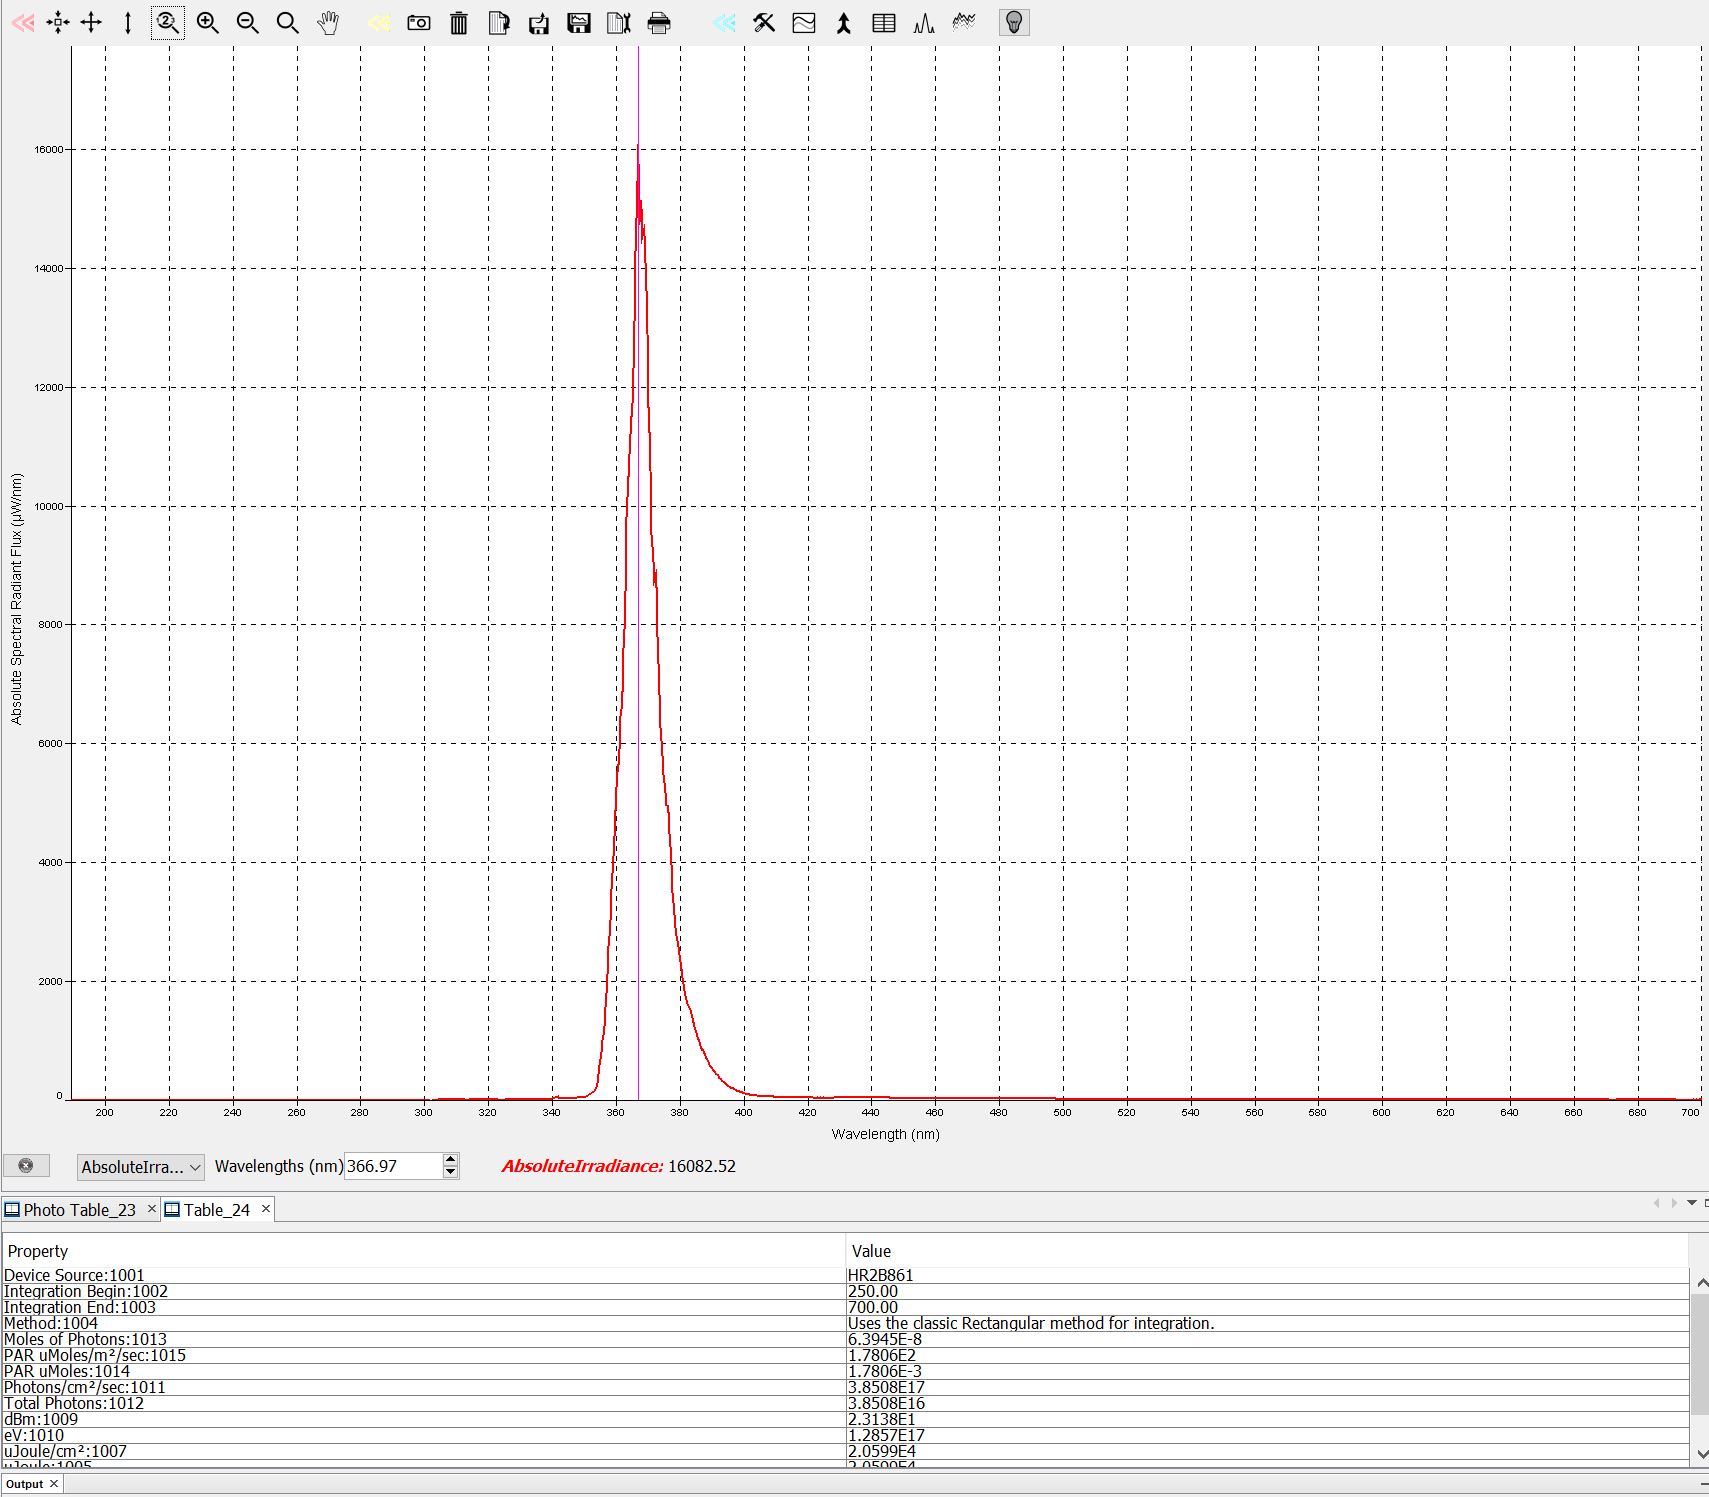 2
16000
14000
12000
10000
8000
6000
4000
2000
0
Absolute Spectral Radiant Flux (µW/nm)
200 220 240 260 280 300 320 340 360 380 400 420 440 460 480 500 520 540 560 580 600 620 640 660 680 700
Wavelength (nm)
AbsoluteIrra... Wavelengths (nm) 366.97 AbsoluteIrradiance: 16082.52
Photo Table_23 Table_24
Property Value
Device Source:1001 HR2B861
Integration Begin:1002 250.00
Integration End:1003 700.00
Method:1004 Uses the classic Rectangular method for integration.
Moles of Photons:1013 6.3945E-8
PAR uMoles/m²/sec:1015 1.7806E2
PAR uMoles:1014 1.7806E-3
Photons/cm²/sec:1011 3.8508E17
Total Photons:1012 3.8508E16
dBm:1009 2.3138E1
eV:1010 1.2857E17
uJoule/cm²:1007 2.0599E4
uJoule:1005 2.0599E4
Output